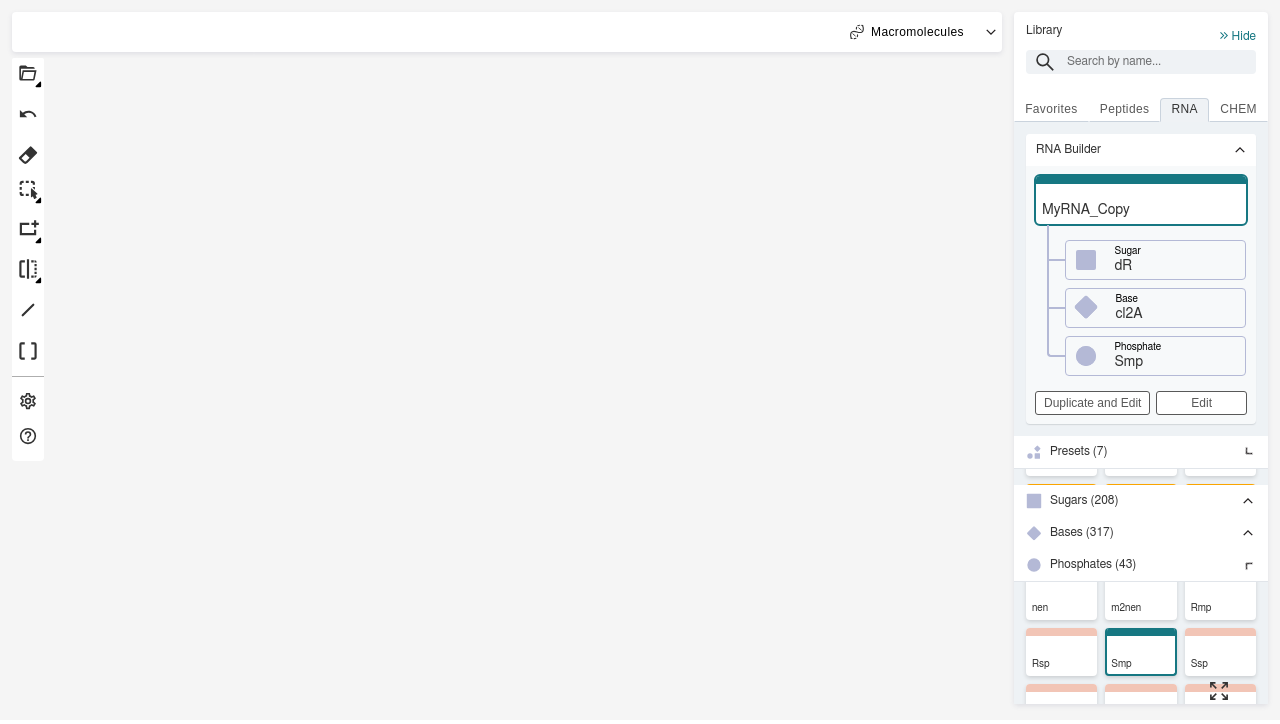 Macromolecules
Library
Hide
Search by name...
Favorites
Peptides
RNA
CHEM
RNA Builder
MyRNA_Copy
Sugar
dR
Base
cl2A
Phosphate
Smp
Duplicate and Edit
Edit
Presets (7)
Sugars (208)
Bases (317)
Phosphates (43)
nen
m2nen
Rmp
Rsp
Smp
Ssp